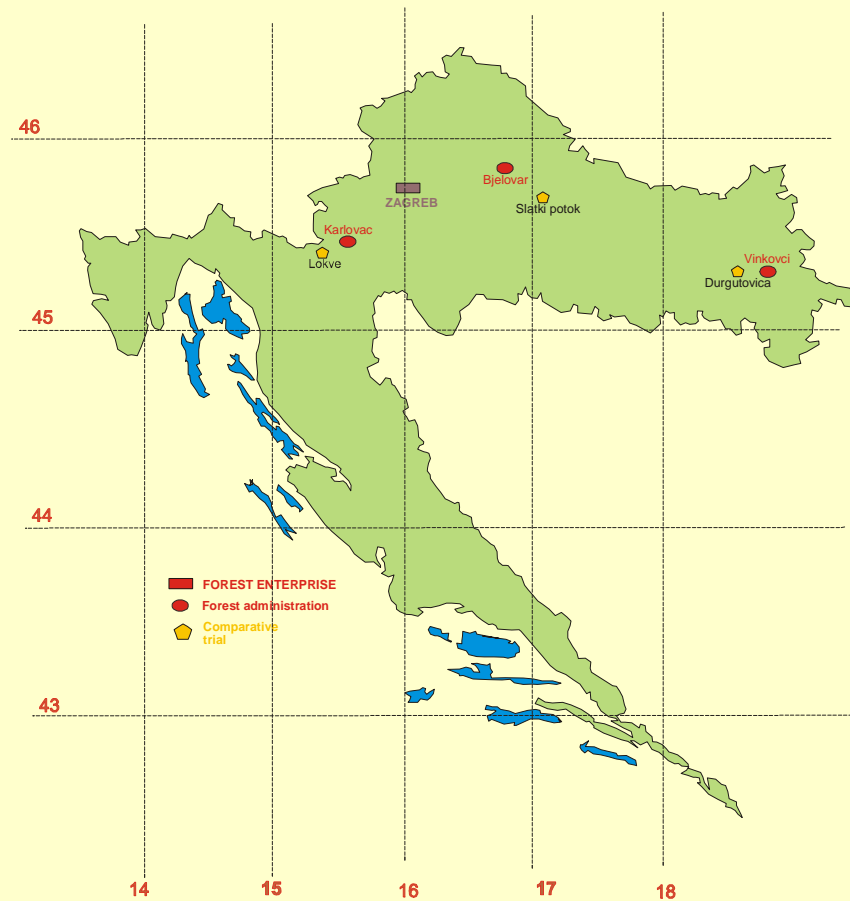 46
Bjelovar
ZAGREB
Slatki potok
Karlovac
Lokve
Vinkovci
Durgutovica
45
44
FOREST ENTERPRISE
Forest administration
Comparative
trial
43
14
15
16
17
18